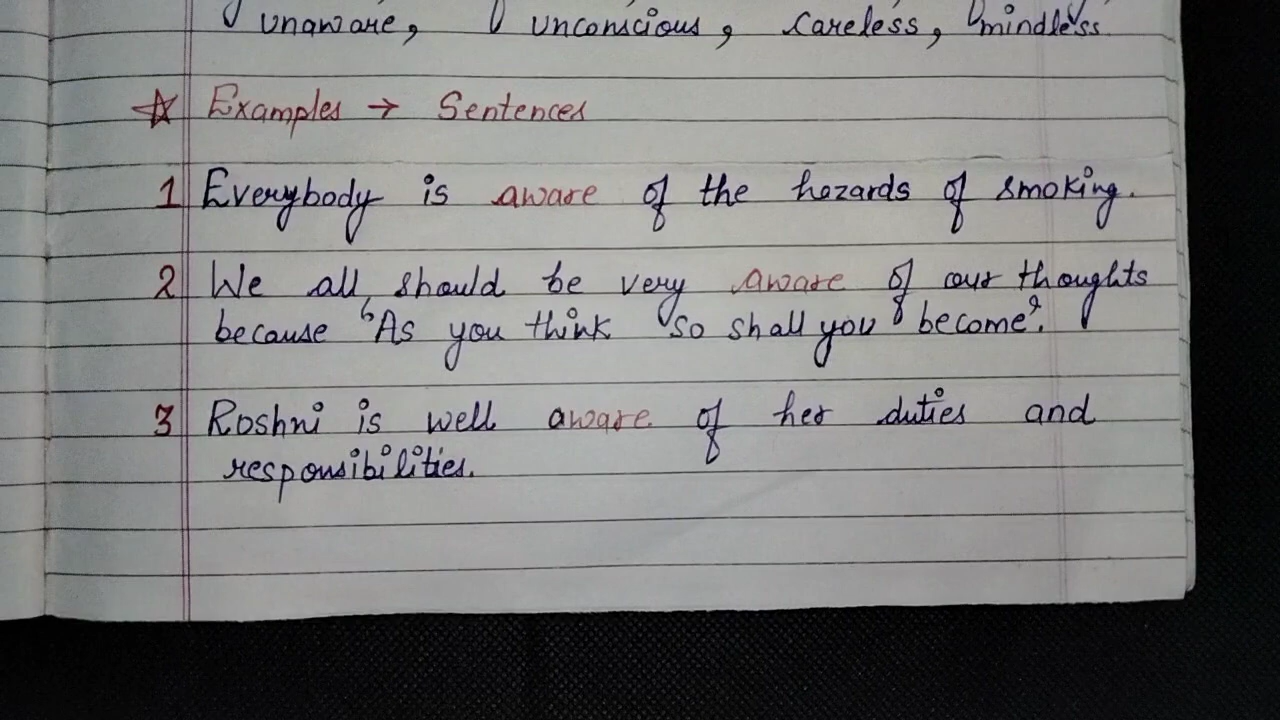 unaware, unconscious, careless, mindless
☆ Examples → Sentences
1 Everybody is aware of the hazards of smoking.
2 We all should be very aware of our thoughts
because 'As you think so shall you become'.
3 Roshni is well aware of her duties and
responsibilities.